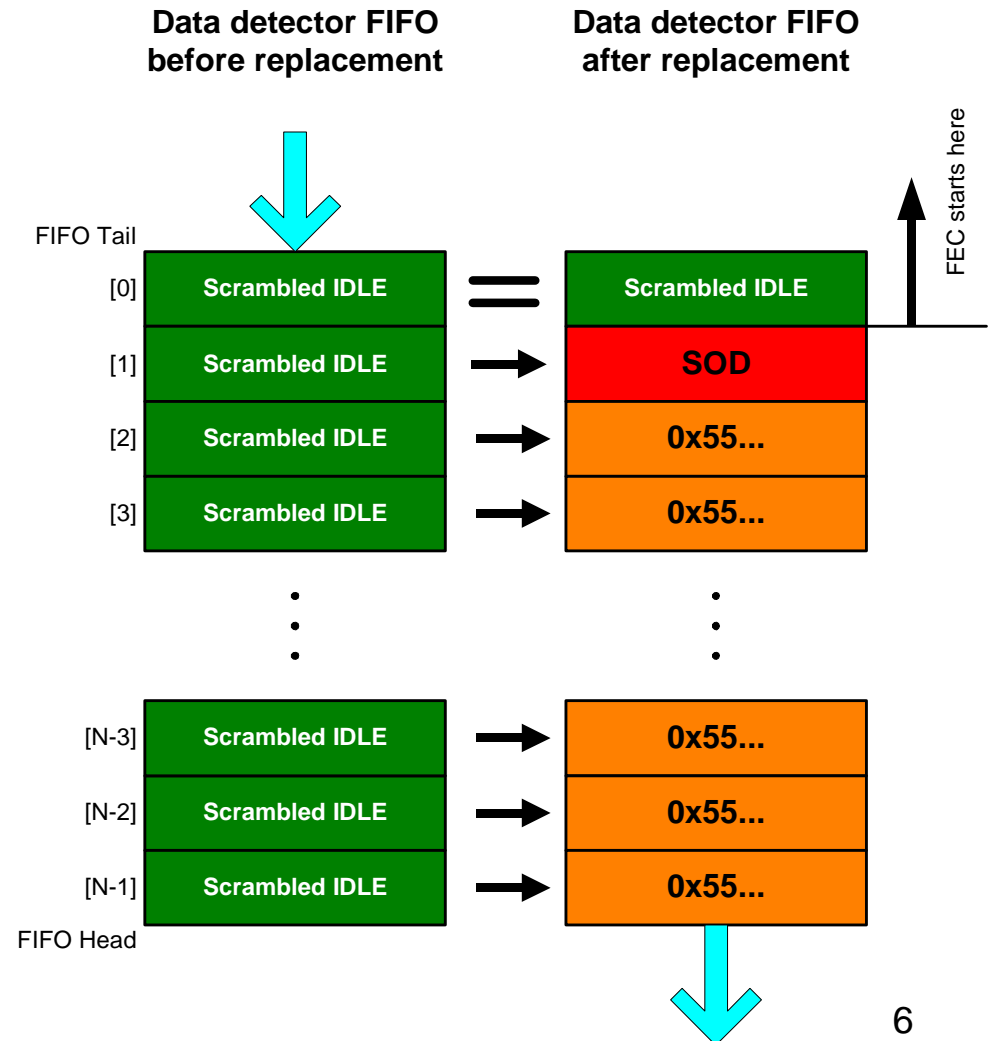 Data detector FIFO
before replacement
Data detector FIFO
after replacement
FEC starts here
FIFO Tail
[0] Scrambled IDLE Scrambled IDLE
[1] Scrambled IDLE SOD
[2] Scrambled IDLE 0x55...
[3] Scrambled IDLE 0x55...
[N-3] Scrambled IDLE 0x55...
[N-2] Scrambled IDLE 0x55...
[N-1] Scrambled IDLE 0x55...
FIFO Head
6